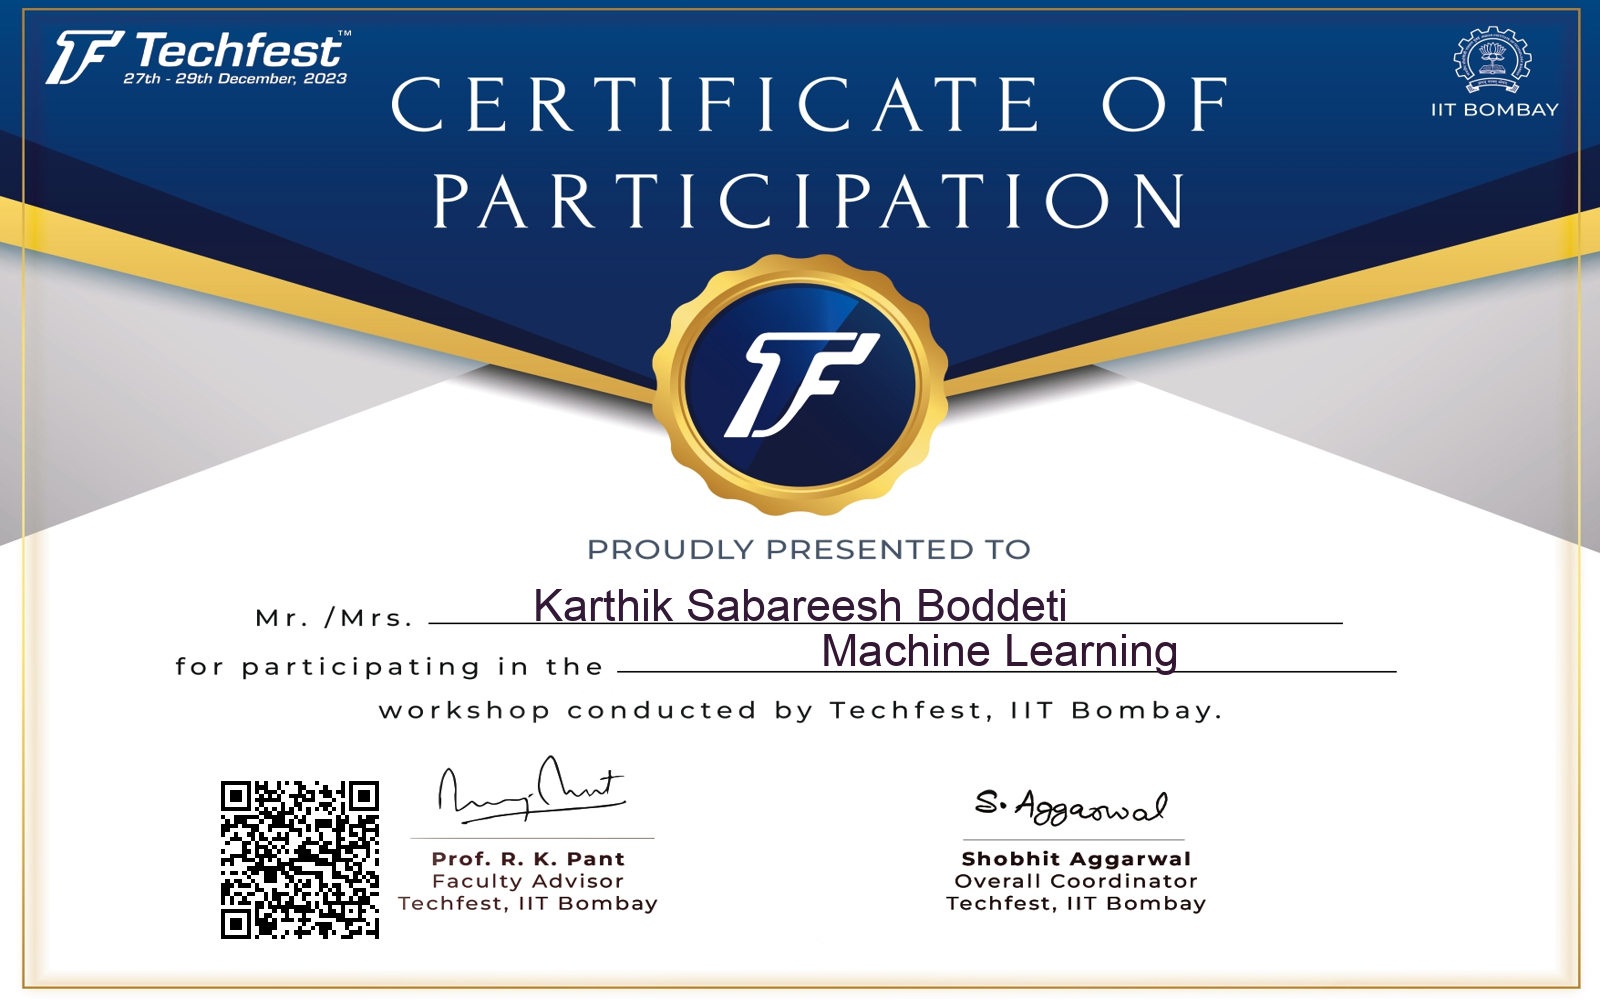 Techfest™
27th - 29th December, 2023
IIT BOMBAY
CERTIFICATE OF
PARTICIPATION
TF
PROUDLY PRESENTED TO
Mr. /Mrs. Karthik Sabareesh Boddeti
for participating in the Machine Learning
workshop conducted by Techfest, IIT Bombay.
S. Aggarwal
Prof. R. K. Pant
Faculty Advisor
Techfest, IIT Bombay
Shobhit Aggarwal
Overall Coordinator
Techfest, IIT Bombay